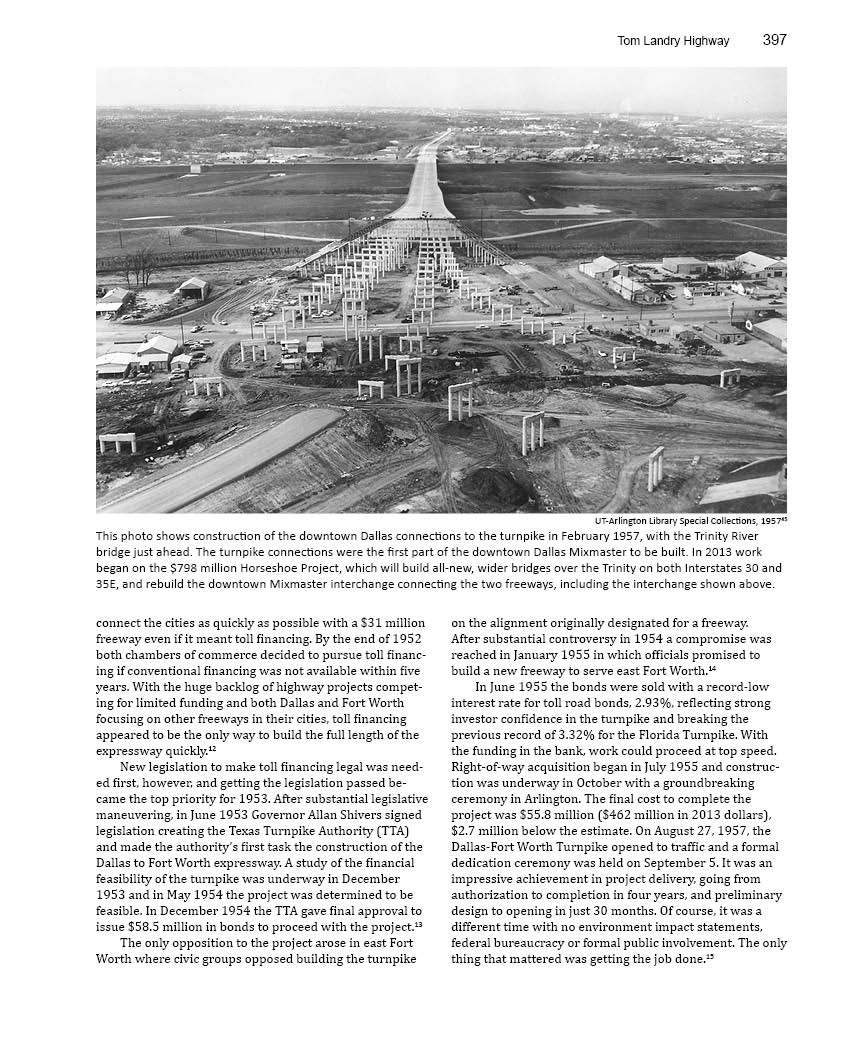 Tom Landry Highway 397
UT-Arlington Library Special Collections, 1957⁴⁵
This photo shows construction of the downtown Dallas connections to the turnpike in February 1957, with the Trinity River
bridge just ahead. The turnpike connections were the first part of the downtown Dallas Mixmaster to be built. In 2013 work
began on the $798 million Horseshoe Project, which will build all-new, wider bridges over the Trinity on both Interstates 30 and
35E, and rebuild the downtown Mixmaster interchange connecting the two freeways, including the interchange shown above.
connect the cities as quickly as possible with a $31 million
freeway even if it meant toll financing. By the end of 1952
both chambers of commerce decided to pursue toll financ-
ing if conventional financing was not available within five
years. With the huge backlog of highway projects compet-
ing for limited funding and both Dallas and Fort Worth
focusing on other freeways in their cities, toll financing
appeared to be the only way to build the full length of the
expressway quickly.¹²
New legislation to make toll financing legal was need-
ed first, however, and getting the legislation passed be-
came the top priority for 1953. After substantial legislative
maneuvering, in June 1953 Governor Allan Shivers signed
legislation creating the Texas Turnpike Authority (TTA)
and made the authority's first task the construction of the
Dallas to Fort Worth expressway. A study of the financial
feasibility of the turnpike was underway in December
1953 and in May 1954 the project was determined to be
feasible. In December 1954 the TTA gave final approval to
issue $58.5 million in bonds to proceed with the project.¹³
The only opposition to the project arose in east Fort
Worth where civic groups opposed building the turnpike
on the alignment originally designated for a freeway.
After substantial controversy in 1954 a compromise was
reached in January 1955 in which officials promised to
build a new freeway to serve east Fort Worth.¹⁴
In June 1955 the bonds were sold with a record-low
interest rate for toll road bonds, 2.93%, reflecting strong
investor confidence in the turnpike and breaking the
previous record of 3.32% for the Florida Turnpike. With
the funding in the bank, work could proceed at top speed.
Right-of-way acquisition began in July 1955 and construc-
tion was underway in October with a groundbreaking
ceremony in Arlington. The final cost to complete the
project was $55.8 million ($462 million in 2013 dollars),
$2.7 million below the estimate. On August 27, 1957, the
Dallas-Fort Worth Turnpike opened to traffic and a formal
dedication ceremony was held on September 5. It was an
impressive achievement in project delivery, going from
authorization to completion in four years, and preliminary
design to opening in just 30 months. Of course, it was a
different time with no environment impact statements,
federal bureaucracy or formal public involvement. The only
thing that mattered was getting the job done.¹⁵